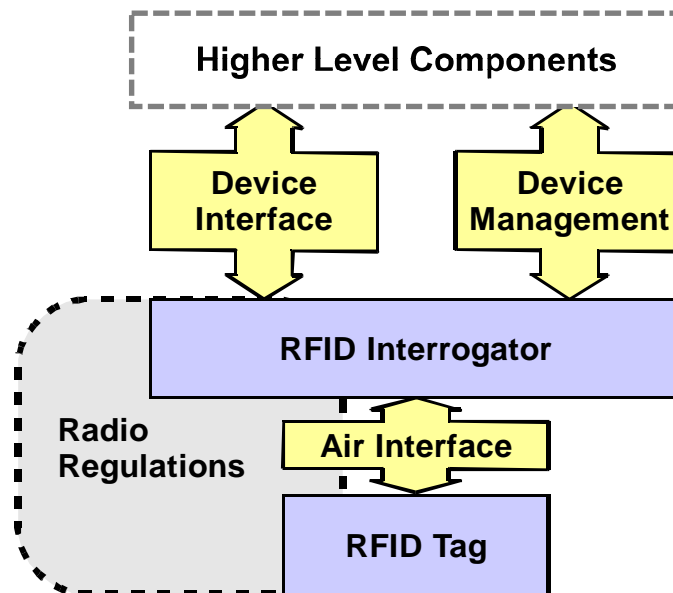 Higher Level Components
Device
Interface
Device
Management
RFID Interrogator
Radio
Regulations
Air Interface
RFID Tag